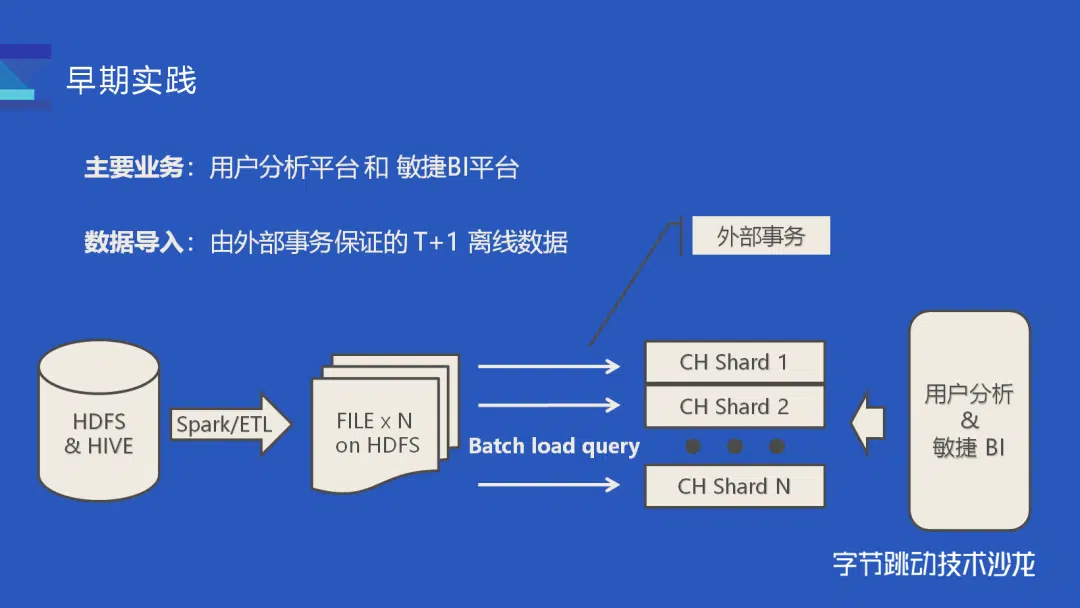 早期实践
主要业务：用户分析平台 和 敏捷BI平台
数据导入：由外部事务保证的 T+1 离线数据
外部事务
HDFS
& HIVE
Spark/ETL
FILE x N
on HDFS
Batch load query
CH Shard 1
CH Shard 2
CH Shard N
用户分析
&
敏捷 BI
字节跳动技术沙龙